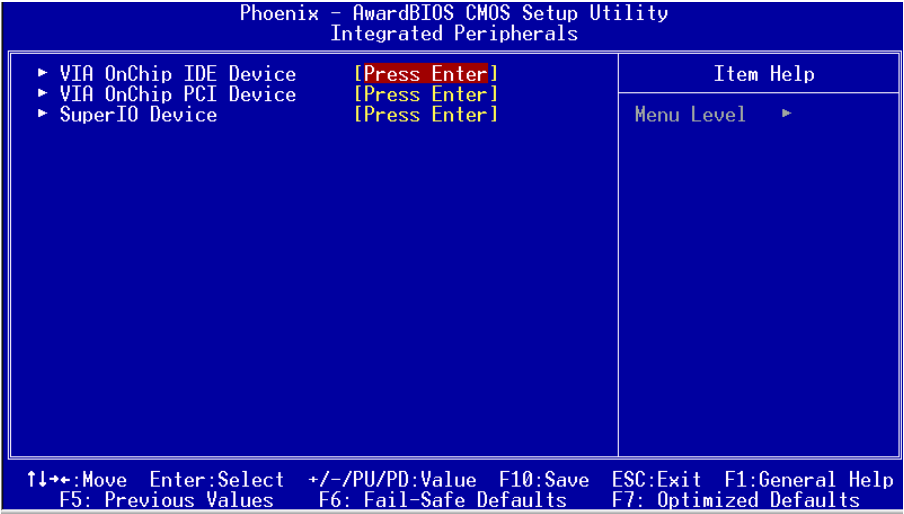 Phoenix - AwardBIOS CMOS Setup Utility
Integrated Peripherals
► VIA OnChip IDE Device [Press Enter]
► VIA OnChip PCI Device [Press Enter]
► SuperIO Device [Press Enter]
Item Help
Menu Level ►
↑↓→←:Move Enter:Select +/-/PU/PD:Value F10:Save ESC:Exit F1:General Help
F5: Previous Values F6: Fail-Safe Defaults F7: Optimized Defaults